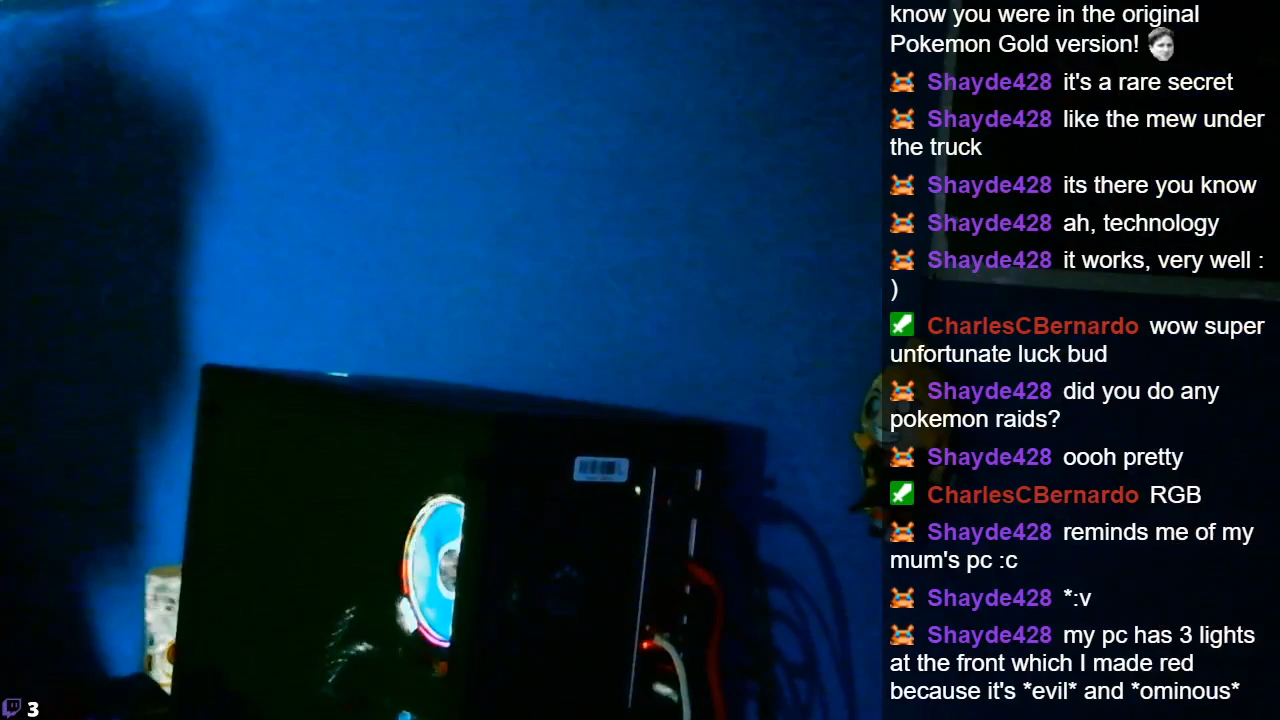 know you were in the original
Pokemon Gold version!
Shayde428 it's a rare secret
Shayde428 like the mew under
the truck
Shayde428 its there you know
Shayde428 ah, technology
Shayde428 it works, very well :
)
CharlesCBernardo wow super
unfortunate luck bud
Shayde428 did you do any
pokemon raids?
Shayde428 oooh pretty
CharlesCBernardo RGB
Shayde428 reminds me of my
mum's pc :c
Shayde428 *:v
Shayde428 my pc has 3 lights
at the front which I made red
because it's *evil* and *ominous*
3